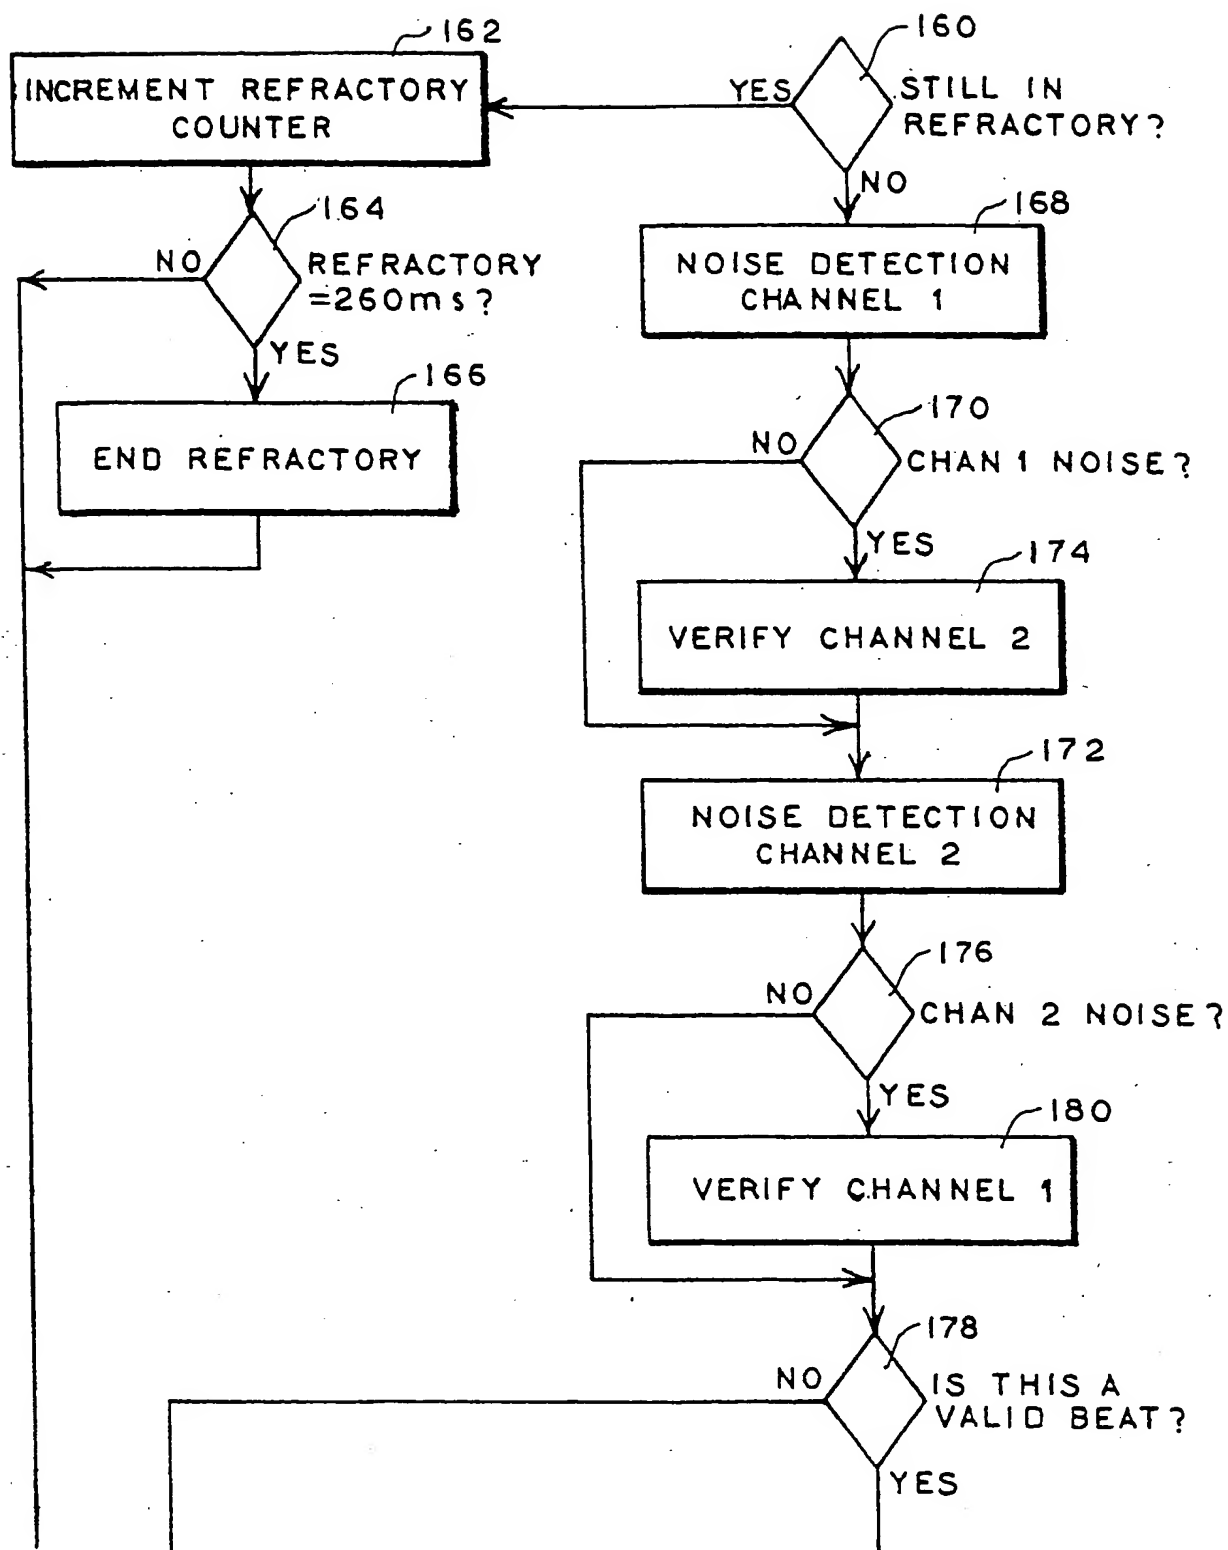 162
INCREMENT REFRACTORY
COUNTER
160
YES
STILL IN
REFRACTORY?
NO
164
NO
REFRACTORY
=260ms?
YES
166
END REFRACTORY
168
NOISE DETECTION
CHANNEL 1
170
NO
CHAN 1 NOISE?
YES
174
VERIFY CHANNEL 2
172
NOISE DETECTION
CHANNEL 2
176
NO
CHAN 2 NOISE?
YES
180
VERIFY CHANNEL 1
178
NO
IS THIS A
VALID BEAT?
YES